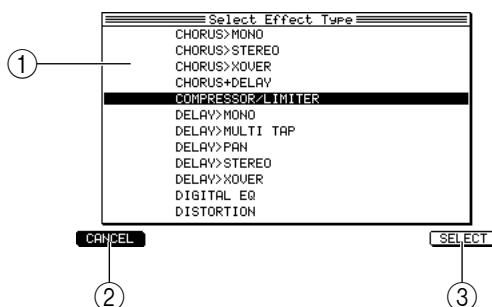 Select Effect Type
CHORUS>MONO
CHORUS>STEREO
CHORUS>XOVER
CHORUS+DELAY
COMPRESSOR/LIMITER
DELAY>MONO
DELAY>MULTI TAP
DELAY>PAN
DELAY>STEREO
DELAY>XOVER
DIGITAL EQ
DISTORTION
1
CANCEL
SELECT
2
3